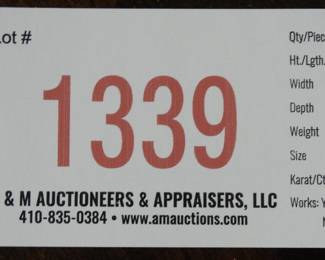 Lot #
1339
& M AUCTIONEERS & APPRAISERS, LLC
410-835-0384 • www.amauctions.com
Qty/Piec
Ht./Lgth.
Width
Depth
Weight
Size
Karat/Ct
Works: Y